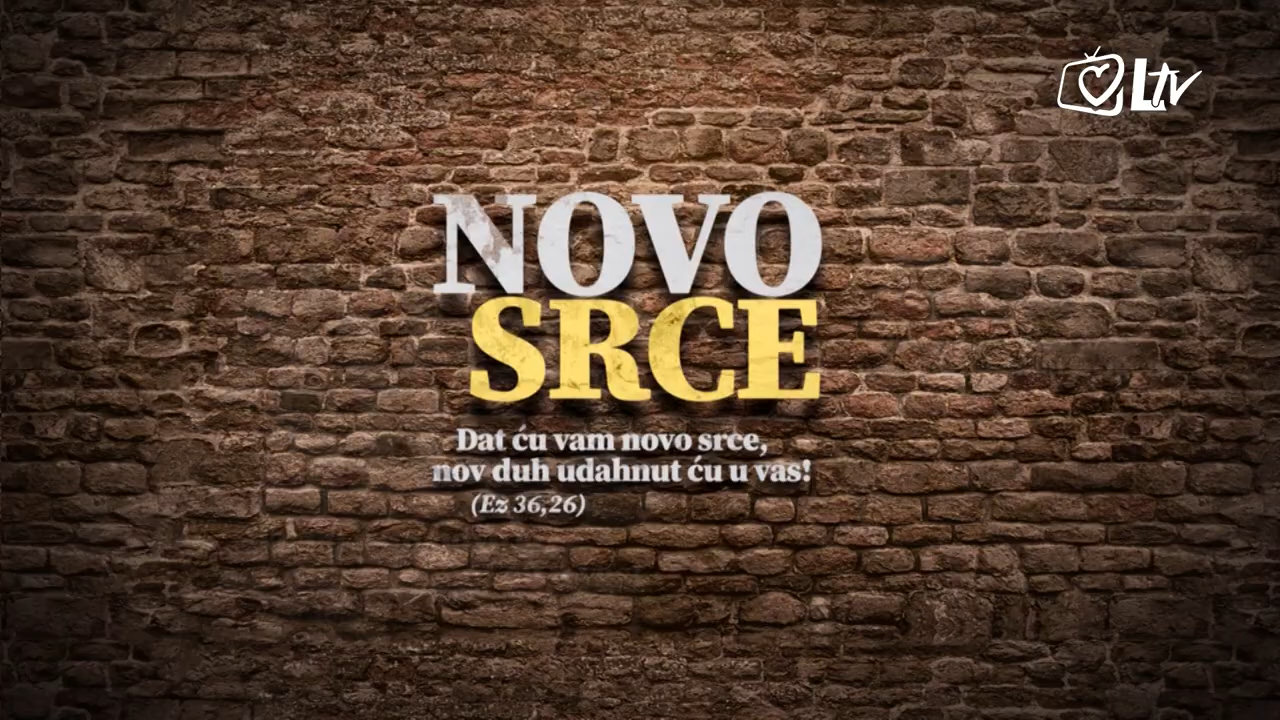 LTV
NOVO
SRCE
Dat ću vam novo srce,
nov duh udahnut ću u vas!
(Ez 36,26)